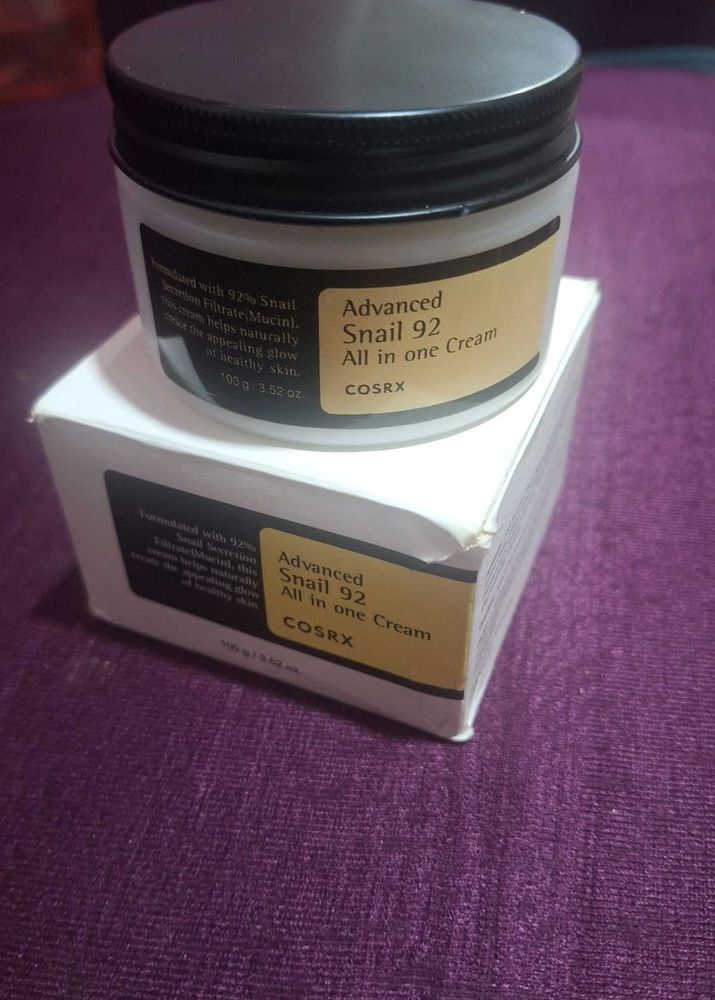 Formulated with 92% Snail
Secretion Filtrate(Mucin),
this cream helps naturally
create the appealing glow
of healthy skin.
100 g / 3.52 oz
Advanced
Snail 92
All in one Cream
COSRX
Formulated with 92%
Snail Secretion
Filtrate(Mucin), this
cream helps naturally
create the appealing glow
of healthy skin.
Advanced
Snail 92
All in one Cream
COSRX
100 g / 3.52 oz.